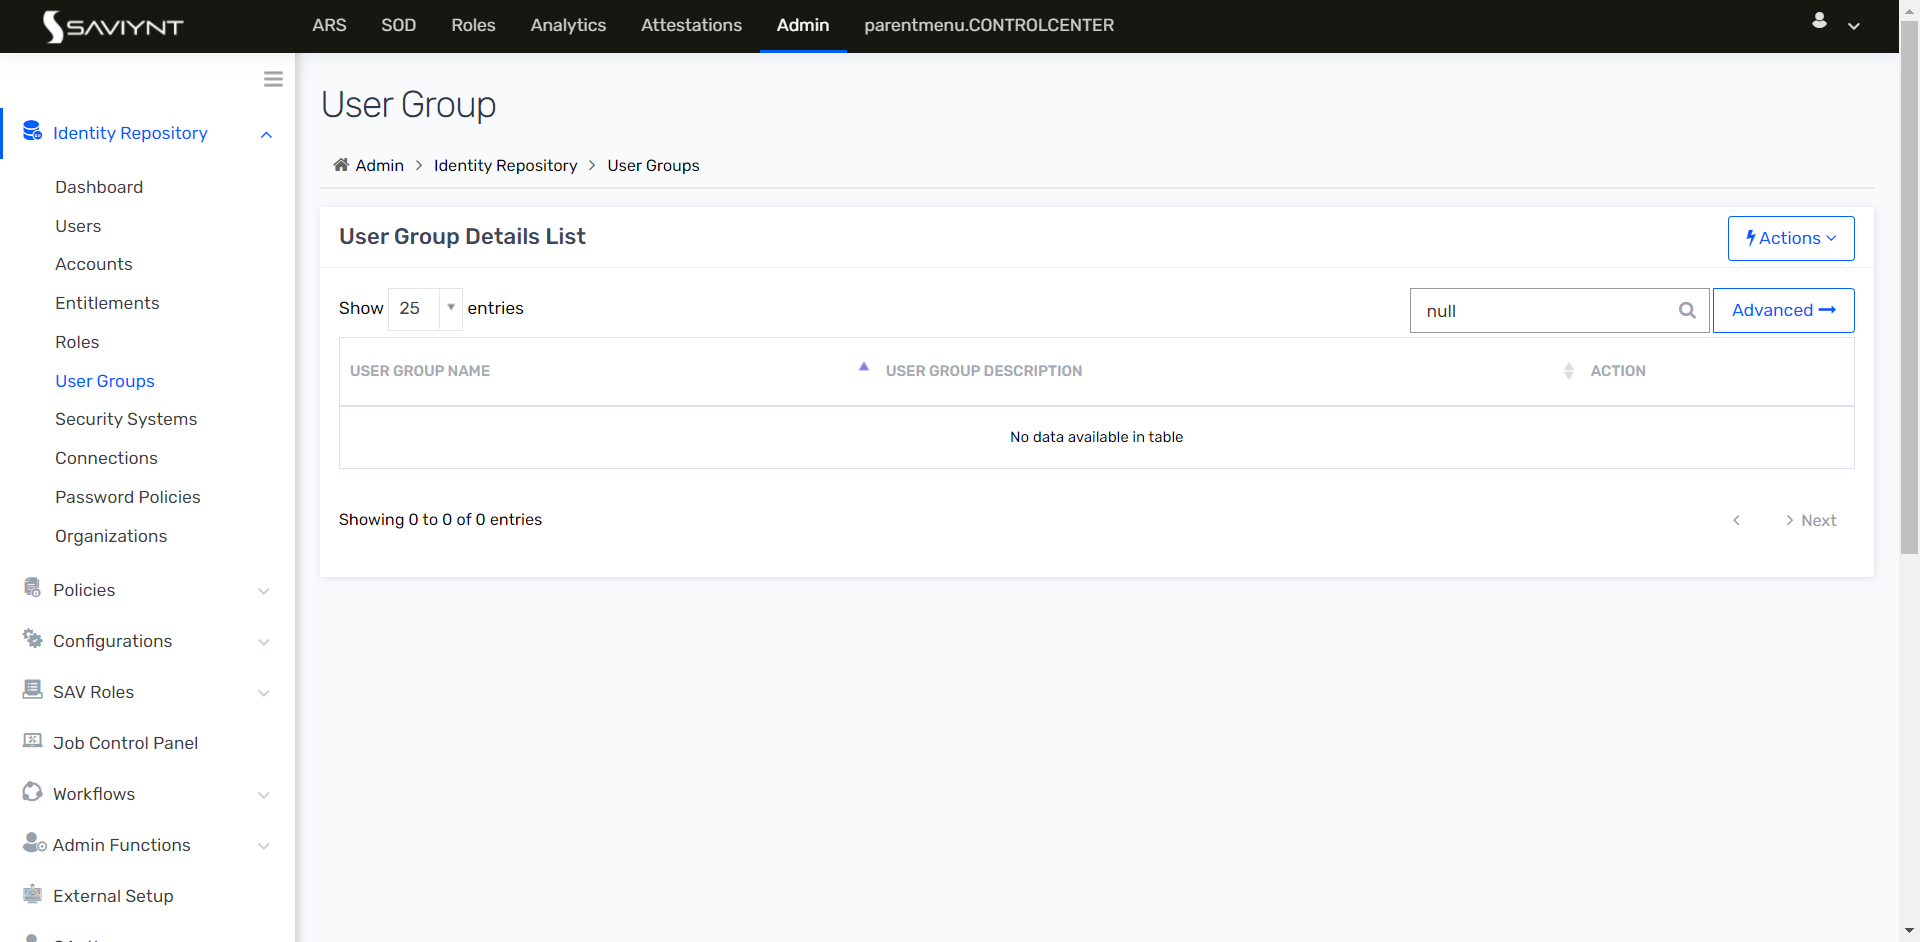 SAVIYNT
ARS SOD Roles Analytics Attestations Admin parentmenu.CONTROLCENTER
Identity Repository
Dashboard
Users
Accounts
Entitlements
Roles
User Groups
Security Systems
Connections
Password Policies
Organizations
Policies
Configurations
SAV Roles
Job Control Panel
Workflows
Admin Functions
External Setup
User Group
Admin > Identity Repository > User Groups
User Group Details List
Actions
Show 25 entries
null
Advanced
USER GROUP NAME USER GROUP DESCRIPTION ACTION
No data available in table
Showing 0 to 0 of 0 entries
Next